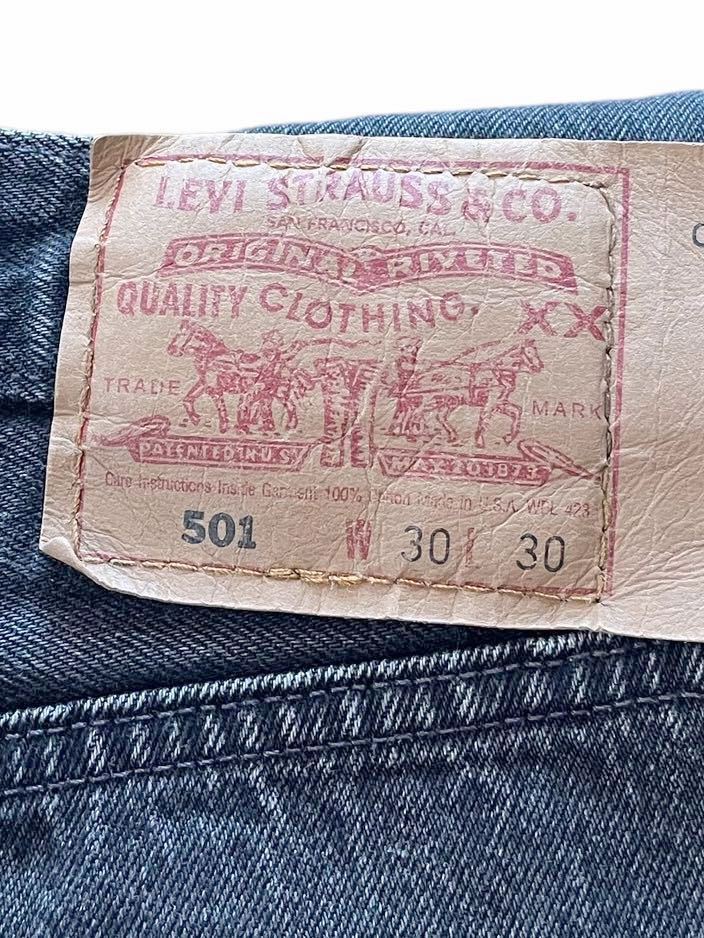 LEVI STRAUSS & CO.
SAN FRANCISCO, CAL.
ORIGINAL RIVETED
QUALITY CLOTHING. XX
TRADE MARK
PATENTED IN U.S. MAY 20 1873
Care Instructions Inside Garment 100% Cotton Made in U.S.A. WPL 423
501 W 30 L 30